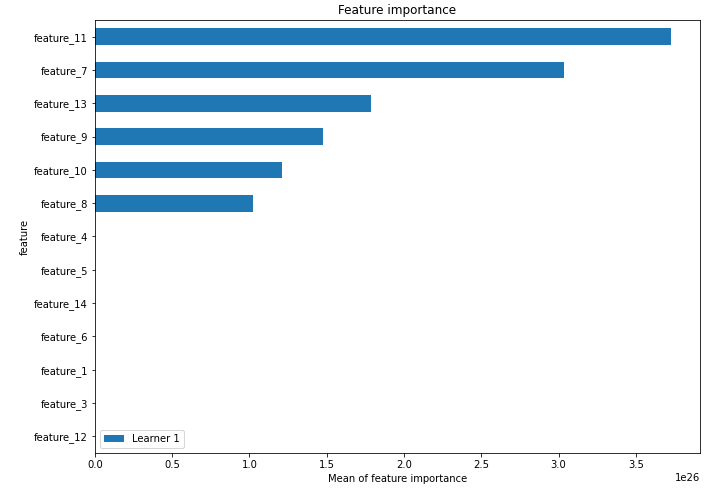 Feature importance
feature_11
feature_7
feature_13
feature_9
feature_10
feature_8
feature_4
feature_5
feature_14
feature_6
feature_1
feature_3
feature_12
feature
Learner 1
0.0 0.5 1.0 1.5 2.0 2.5 3.0 3.5
1e26
Mean of feature importance